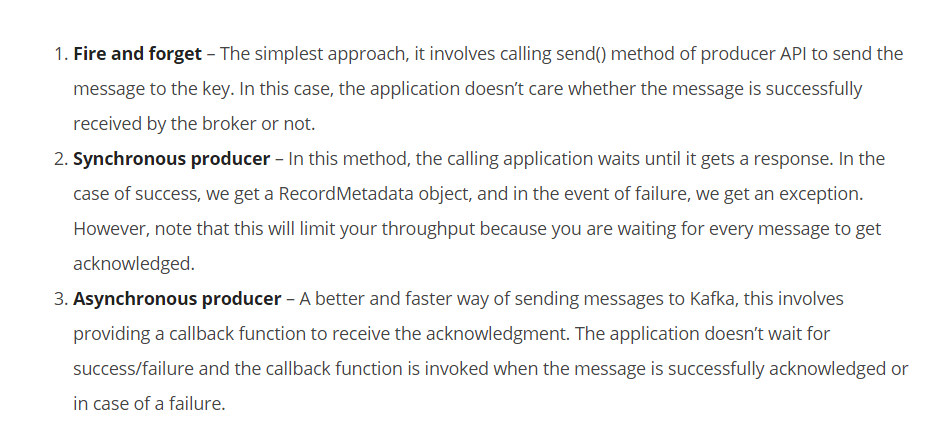 1. Fire and forget – The simplest approach, it involves calling send() method of producer API to send the
message to the key. In this case, the application doesn’t care whether the message is successfully
received by the broker or not.
2. Synchronous producer – In this method, the calling application waits until it gets a response. In the
case of success, we get a RecordMetadata object, and in the event of failure, we get an exception.
However, note that this will limit your throughput because you are waiting for every message to get
acknowledged.
3. Asynchronous producer – A better and faster way of sending messages to Kafka, this involves
providing a callback function to receive the acknowledgment. The application doesn’t wait for
success/failure and the callback function is invoked when the message is successfully acknowledged or
in case of a failure.